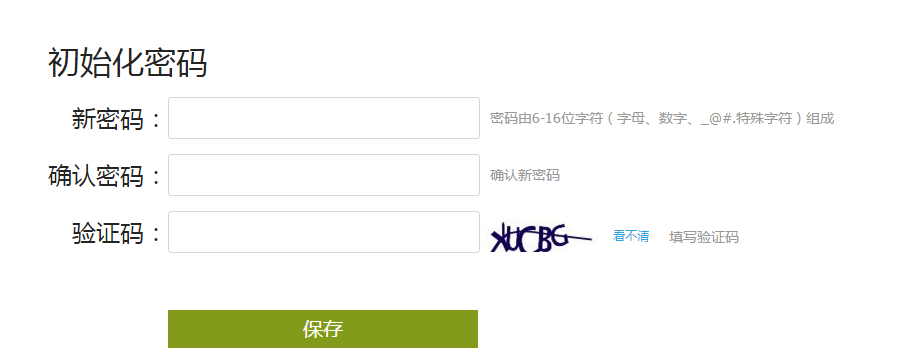 初始化密码
新密码： 密码由6-16位字符（字母、数字、_@#.特殊字符）组成
确认密码： 确认新密码
验证码： 看不清 填写验证码
保存